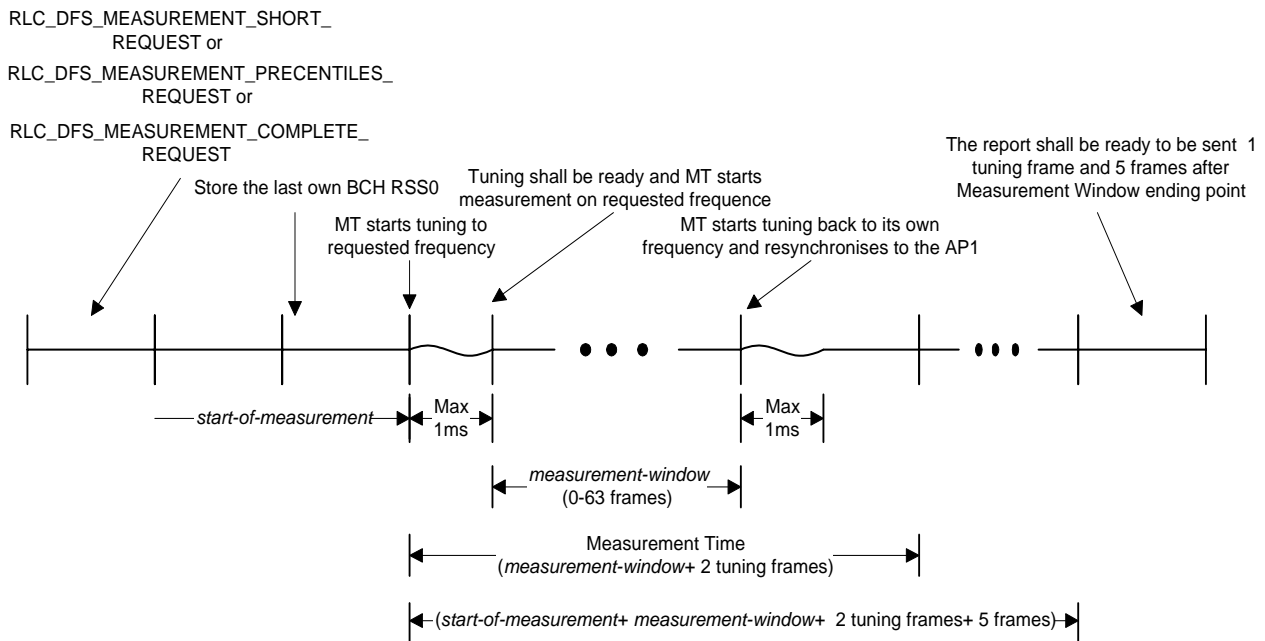 RLC_DFS_MEASUREMENT_SHORT_
REQUEST or
RLC_DFS_MEASUREMENT_PRECENTILES_
REQUEST or
RLC_DFS_MEASUREMENT_COMPLETE_
REQUEST
Store the last own BCH RSS0
MT starts tuning to
requested frequency
Tuning shall be ready and MT starts
measurement on requested frequence
MT starts tuning back to its own
frequency and resynchronises to the AP1
The report shall be ready to be sent 1
tuning frame and 5 frames after
Measurement Window ending point
start-of-measurement
Max
1ms
Max
1ms
measurement-window
(0-63 frames)
Measurement Time
(measurement-window+ 2 tuning frames)
(start-of-measurement+ measurement-window+ 2 tuning frames+ 5 frames)